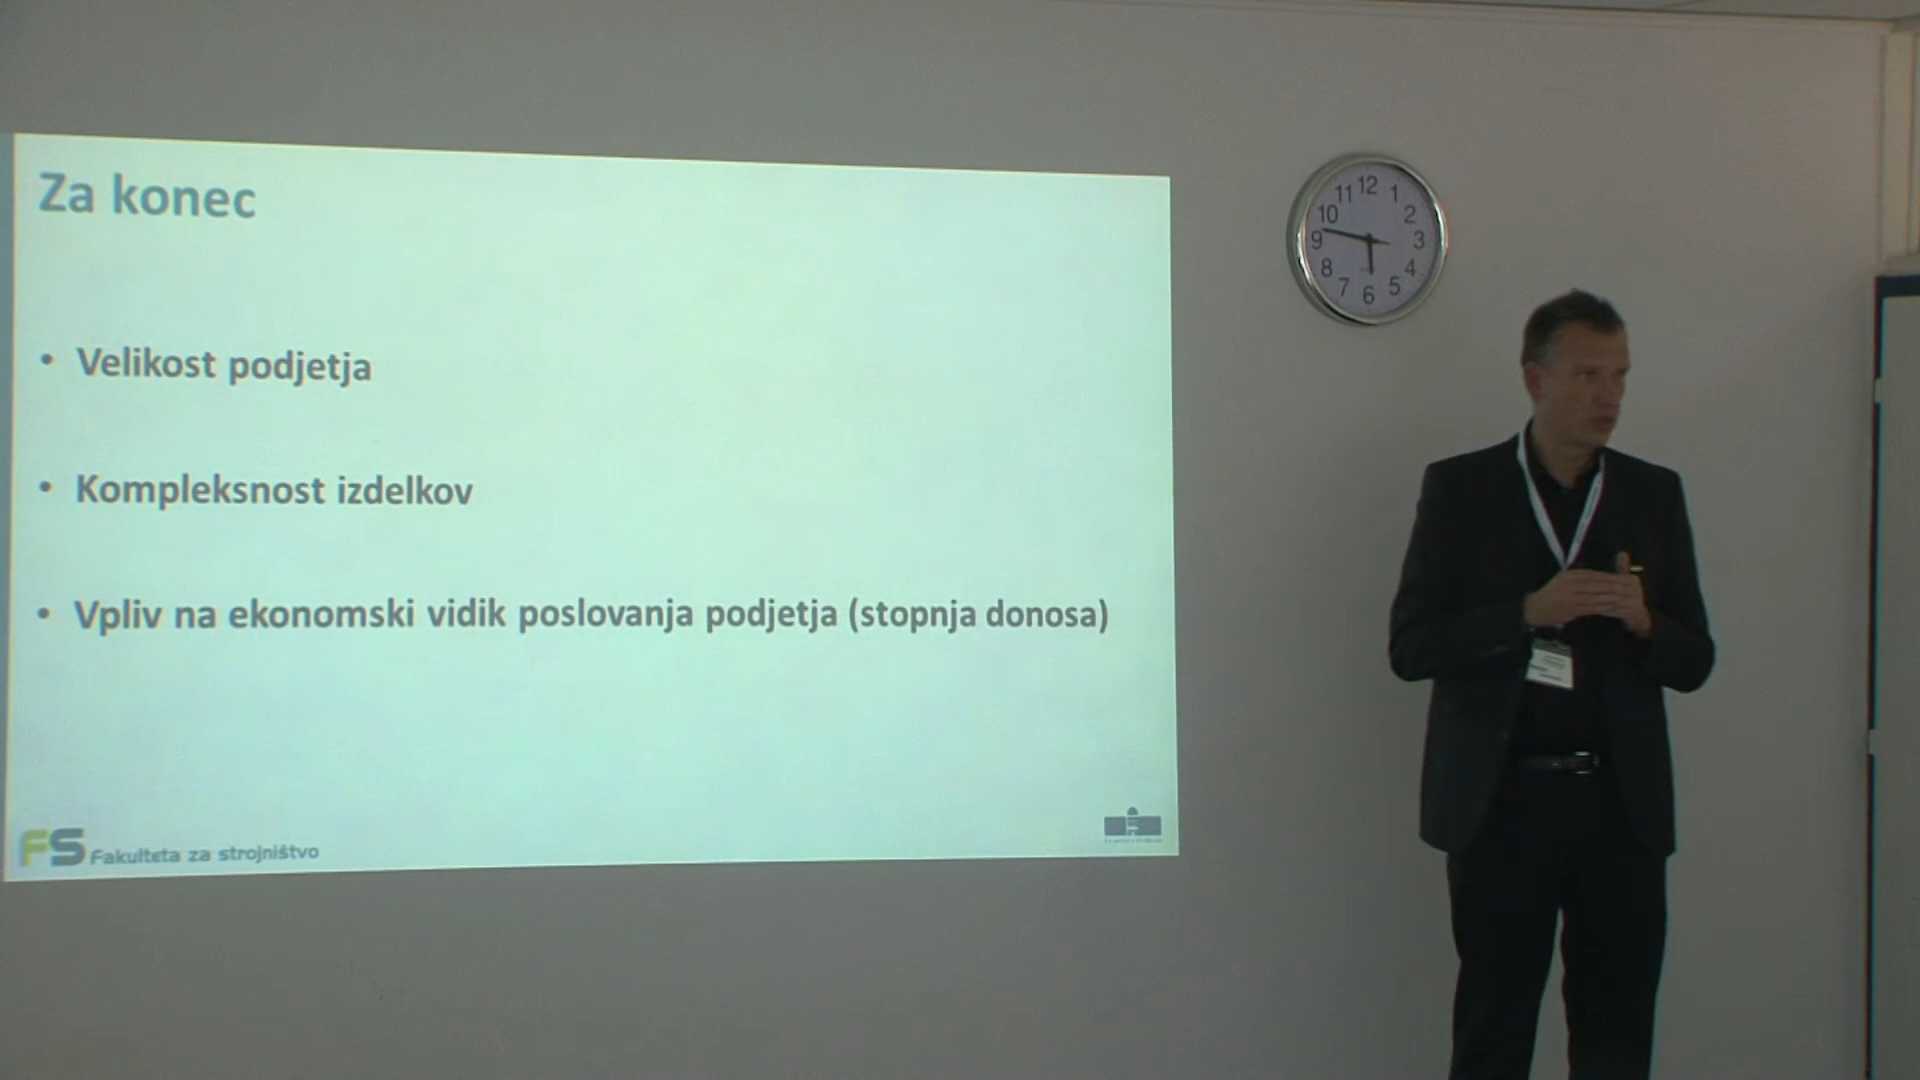 Za konec
• Velikost podjetja
• Kompleksnost izdelkov
• Vpliv na ekonomski vidik poslovanja podjetja (stopnja donosa)
FS Fakulteta za strojništvo
12
1
2
3
4
5
6
7
8
9
10
11